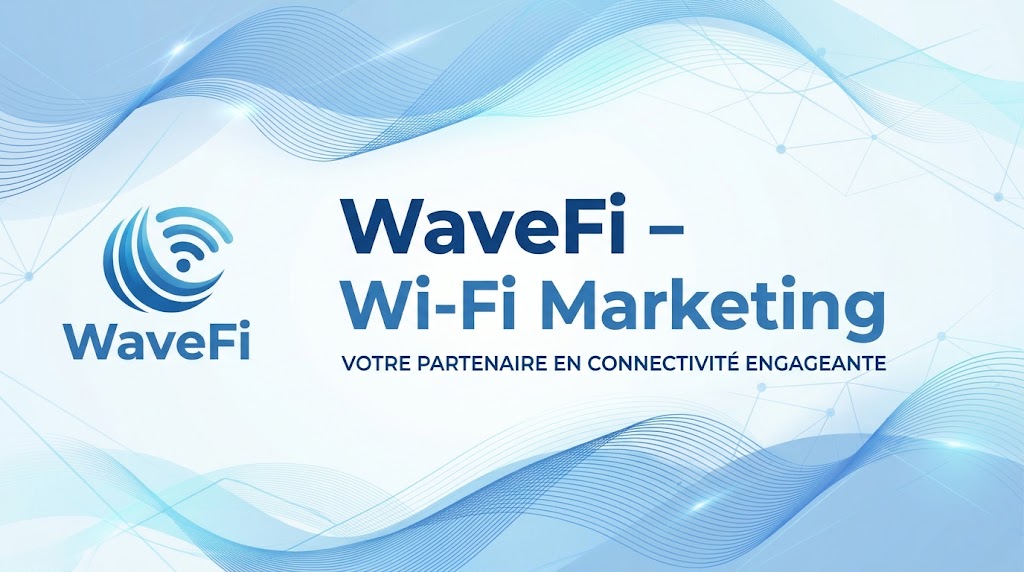 WaveFi
WaveFi –
Wi-Fi Marketing
VOTRE PARTENAIRE EN CONNECTIVITÉ ENGAGEANTE